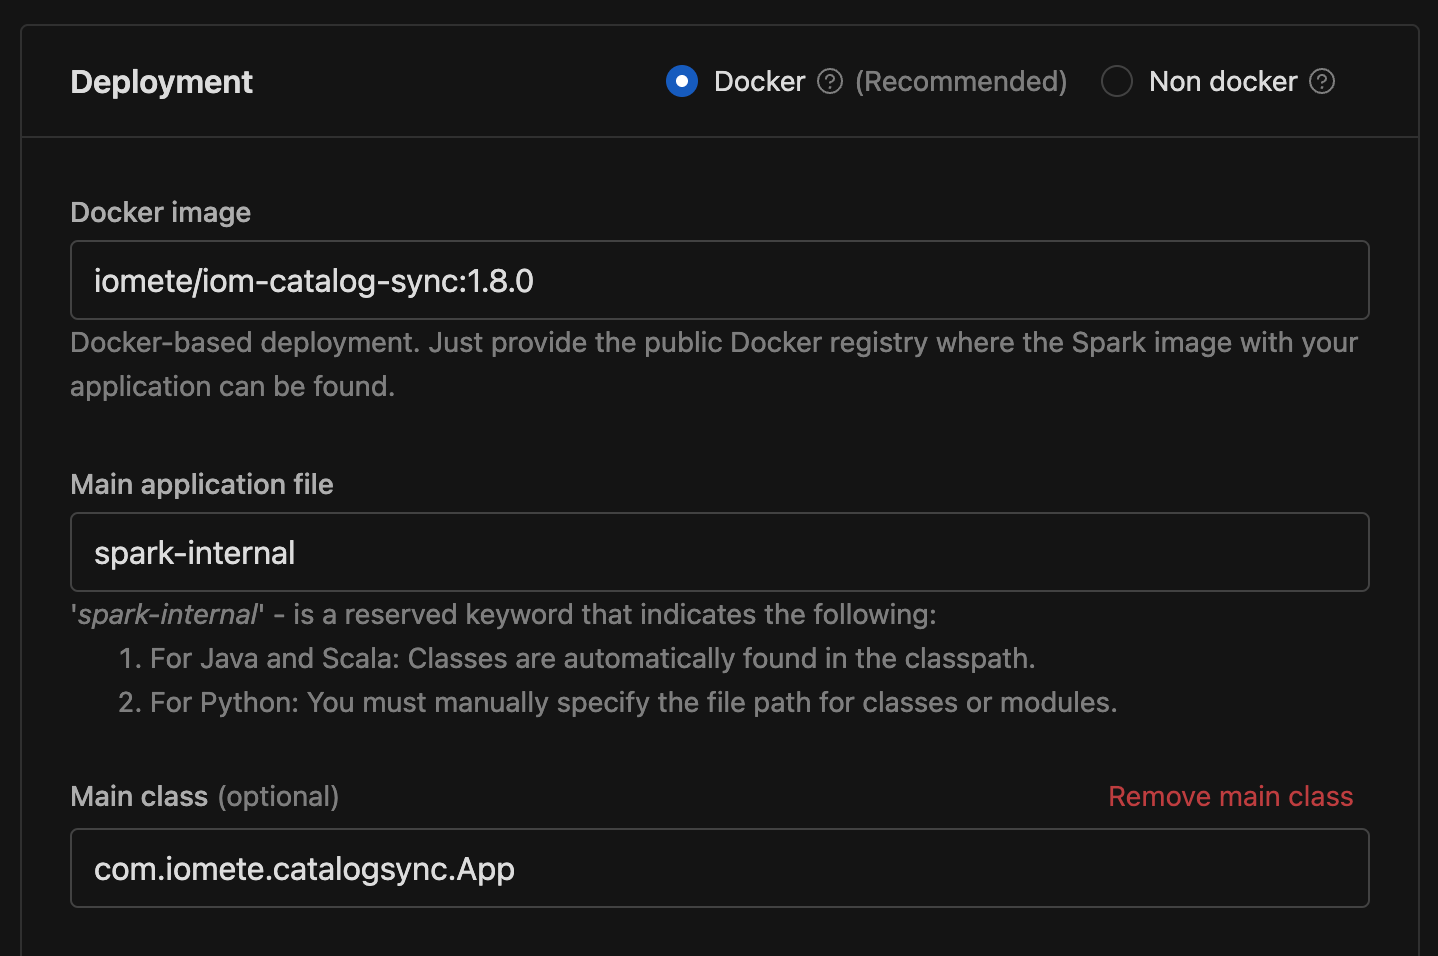 Deployment
Docker (Recommended) Non docker
Docker image
iomete/iom-catalog-sync:1.8.0
Docker-based deployment. Just provide the public Docker registry where the Spark image with your
application can be found.
Main application file
spark-internal
'spark-internal' - is a reserved keyword that indicates the following:
1. For Java and Scala: Classes are automatically found in the classpath.
2. For Python: You must manually specify the file path for classes or modules.
Main class (optional) Remove main class
com.iomete.catalogsync.App